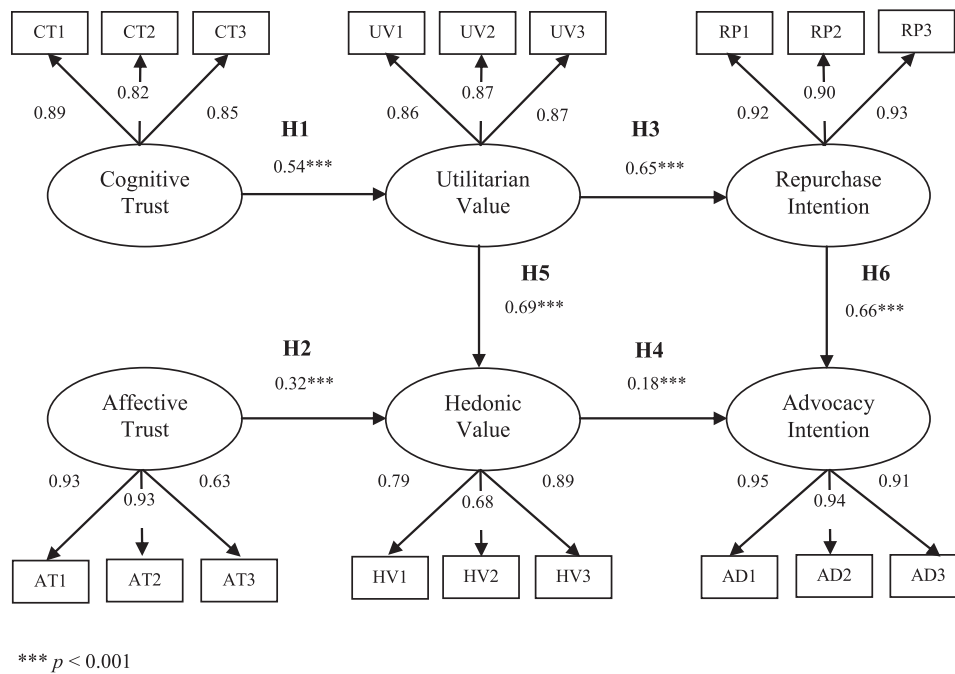 CT1 CT2 CT3 UV1 UV2 UV3 RP1 RP2 RP3
0.89 0.82 0.85 0.86 0.87 0.87 0.92 0.90 0.93
H1 H3
0.54*** 0.65***
Cognitive
Trust
Utilitarian
Value
Repurchase
Intention
H5 H6
0.69*** 0.66***
H2 H4
0.32*** 0.18***
Affective
Trust
Hedonic
Value
Advocacy
Intention
0.93 0.93 0.63 0.79 0.68 0.89 0.95 0.94 0.91
AT1 AT2 AT3 HV1 HV2 HV3 AD1 AD2 AD3
*** p < 0.001